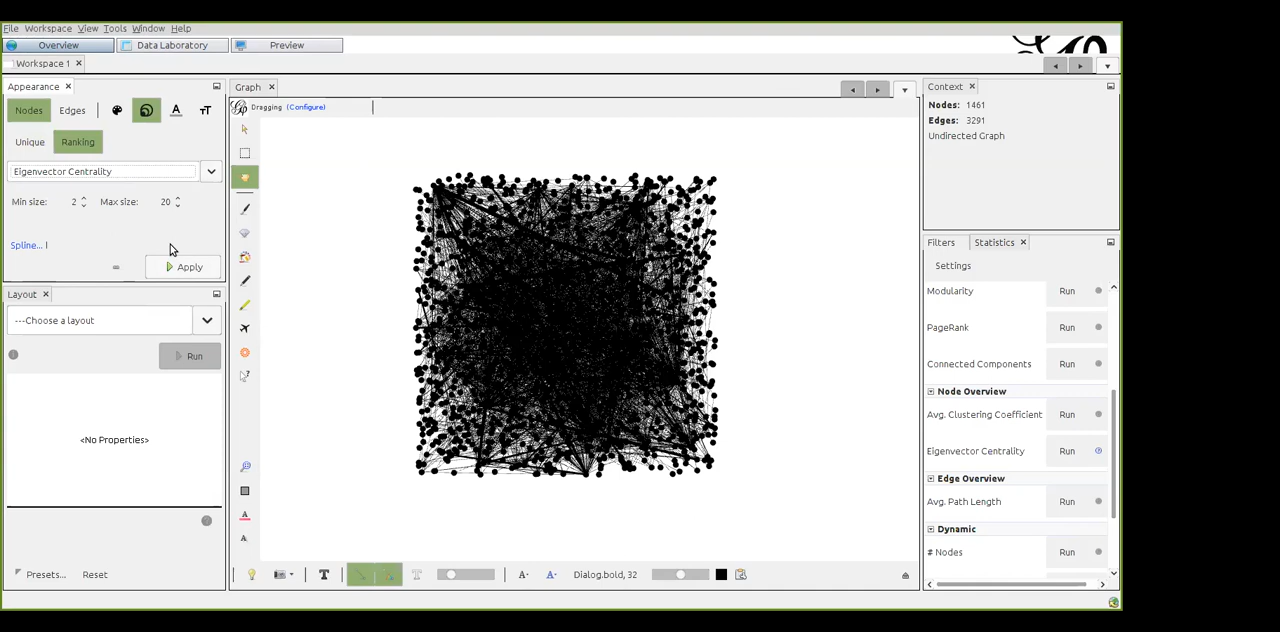 File Workspace View Tools Window Help
Overview Data Laboratory Preview
Workspace 1
Appearance Graph Context
Nodes Edges
Dragging (Configure)
Nodes: 1461
Edges: 3291
Undirected Graph
Unique Ranking
Eigenvector Centrality
Min size: 2 Max size: 20
Spline...
Apply
Layout
---Choose a layout
Run
<No Properties>
Presets... Reset
Filters Statistics
Settings
Modularity Run
PageRank Run
Connected Components Run
Node Overview
Avg. Clustering Coefficient Run
Eigenvector Centrality Run
Edge Overview
Avg. Path Length Run
Dynamic
# Nodes Run
T A- A- Dialog.bold, 32